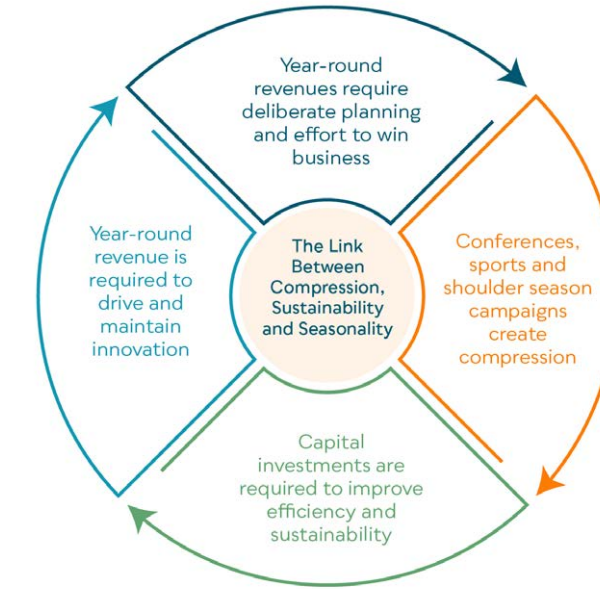 Year-round
revenues require
deliberate planning
and effort to win
business
Conferences,
sports and
shoulder season
campaigns
create
compression
Capital
investments are
required to improve
efficiency and
sustainability
Year-round
revenue is
required to
drive and
maintain
innovation
The Link
Between
Compression,
Sustainability
and Seasonality